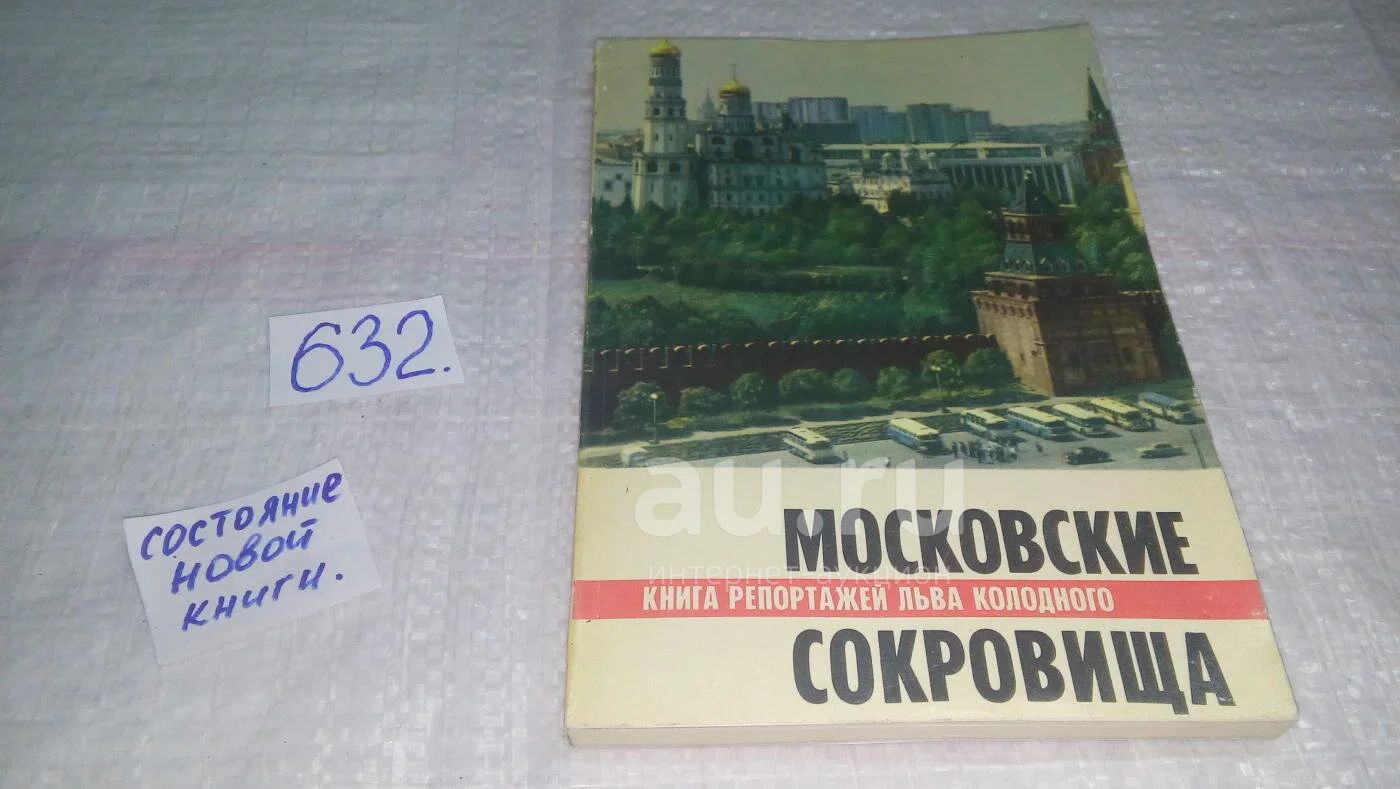 632.
состояние
новой
книги.
au.ru
интернет-аукцион
МОСКОВСКИЕ
КНИГА РЕПОРТАЖЕЙ ЛЬВА КОЛОДНОГО
СОКРОВИЩА